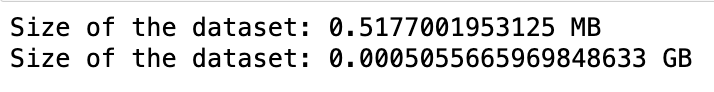 Size of the dataset: 0.5177001953125 MB
Size of the dataset: 0.0005055665969848633 GB